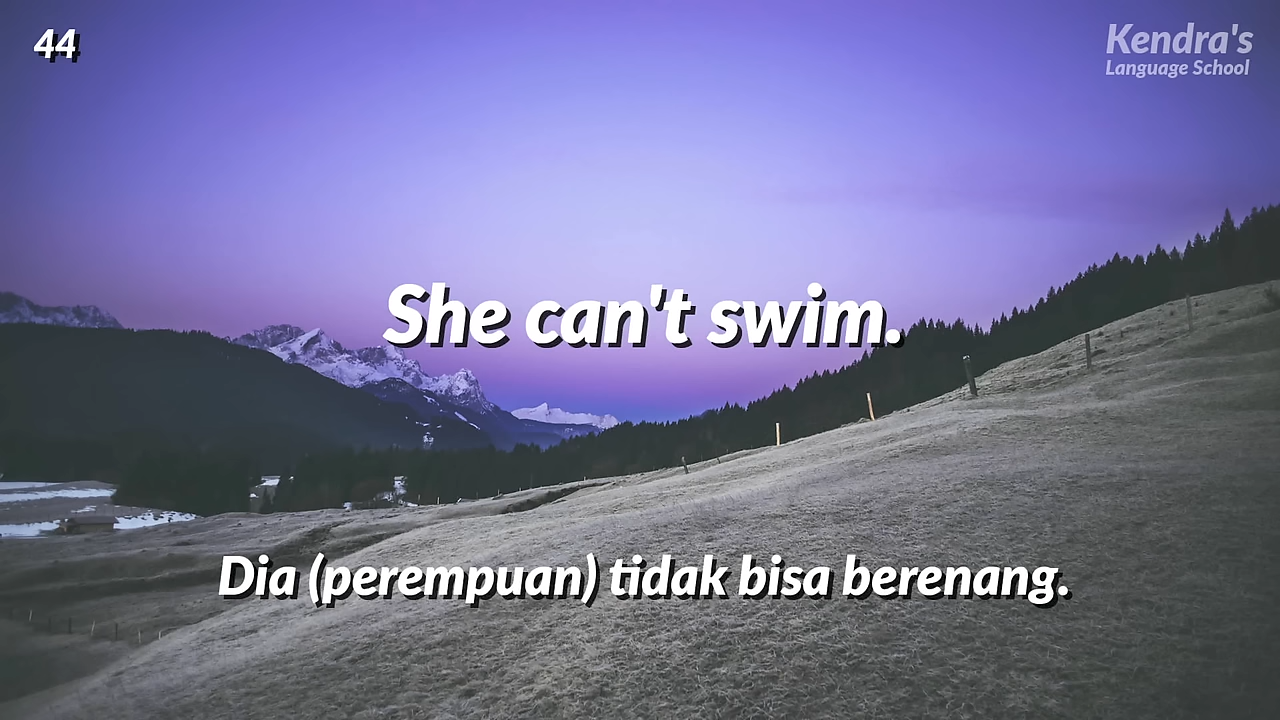 44
Kendra's
Language School
She can't swim.
Dia (perempuan) tidak bisa berenang.